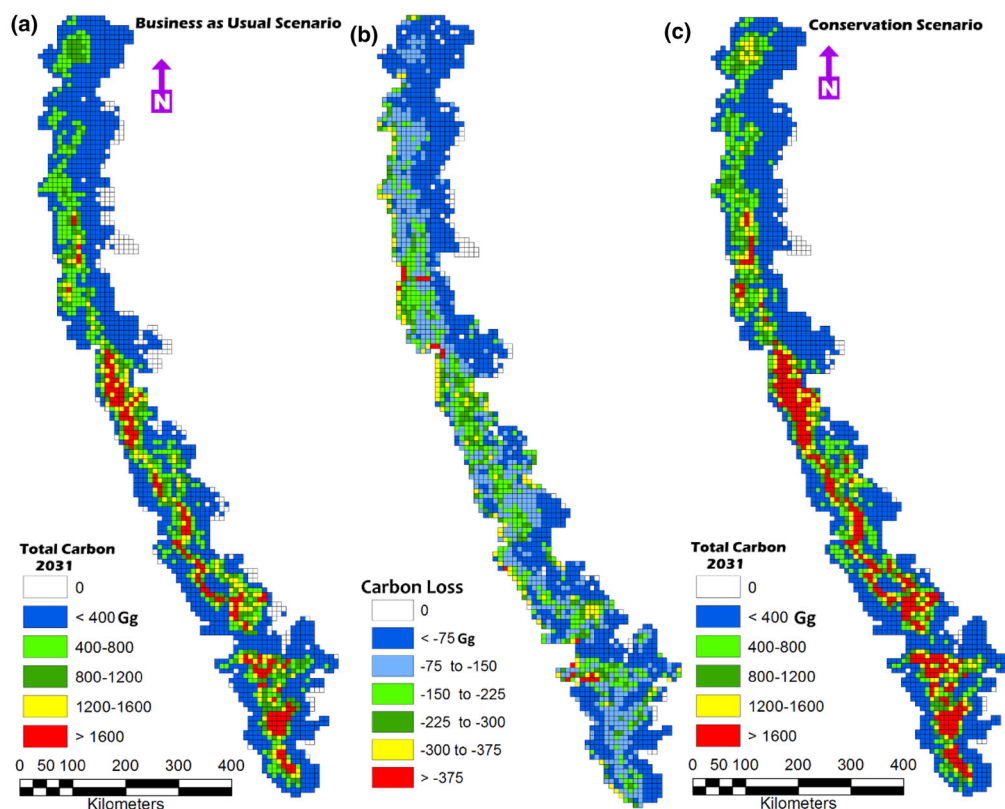 (a)
Business as Usual Scenario
N
Total Carbon
2031
0
< 400 Gg
400-800
800-1200
1200-1600
> 1600
0 100 200 300 400
Kilometers
(b)
Carbon Loss
0
< -75 Gg
-75 to -150
-150 to -225
-225 to -300
-300 to -375
> -375
(c)
Conservation Scenario
N
Total Carbon
2031
0
< 400 Gg
400-800
800-1200
1200-1600
> 1600
0 50 100 200 300 400
Kilometers